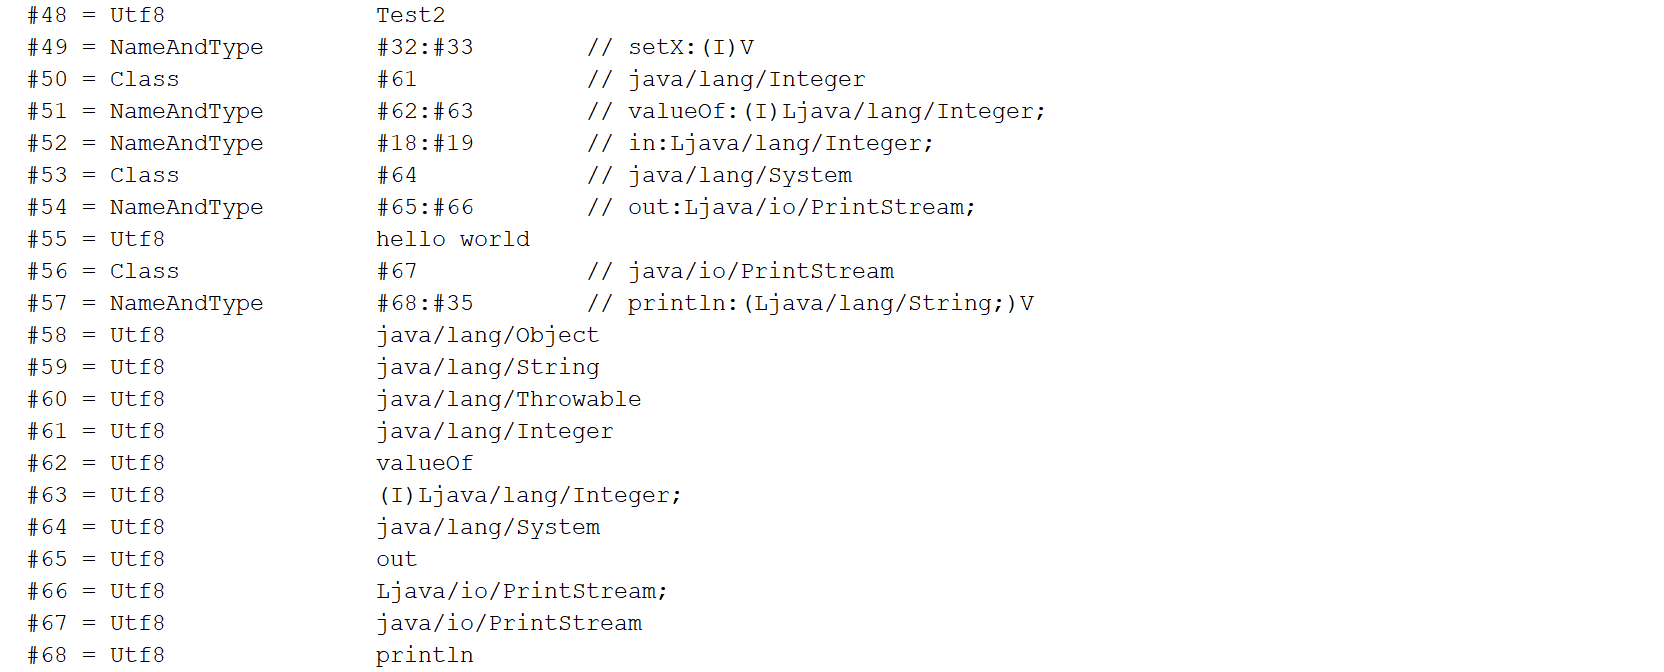 #48 = Utf8               Test2
#49 = NameAndType        #32:#33        // setX:(I)V
#50 = Class              #61            // java/lang/Integer
#51 = NameAndType        #62:#63        // valueOf:(I)Ljava/lang/Integer;
#52 = NameAndType        #18:#19        // in:Ljava/lang/Integer;
#53 = Class              #64            // java/lang/System
#54 = NameAndType        #65:#66        // out:Ljava/io/PrintStream;
#55 = Utf8               hello world
#56 = Class              #67            // java/io/PrintStream
#57 = NameAndType        #68:#35        // println:(Ljava/lang/String;)V
#58 = Utf8               java/lang/Object
#59 = Utf8               java/lang/String
#60 = Utf8               java/lang/Throwable
#61 = Utf8               java/lang/Integer
#62 = Utf8               valueOf
#63 = Utf8               (I)Ljava/lang/Integer;
#64 = Utf8               java/lang/System
#65 = Utf8               out
#66 = Utf8               Ljava/io/PrintStream;
#67 = Utf8               java/io/PrintStream
#68 = Utf8               println